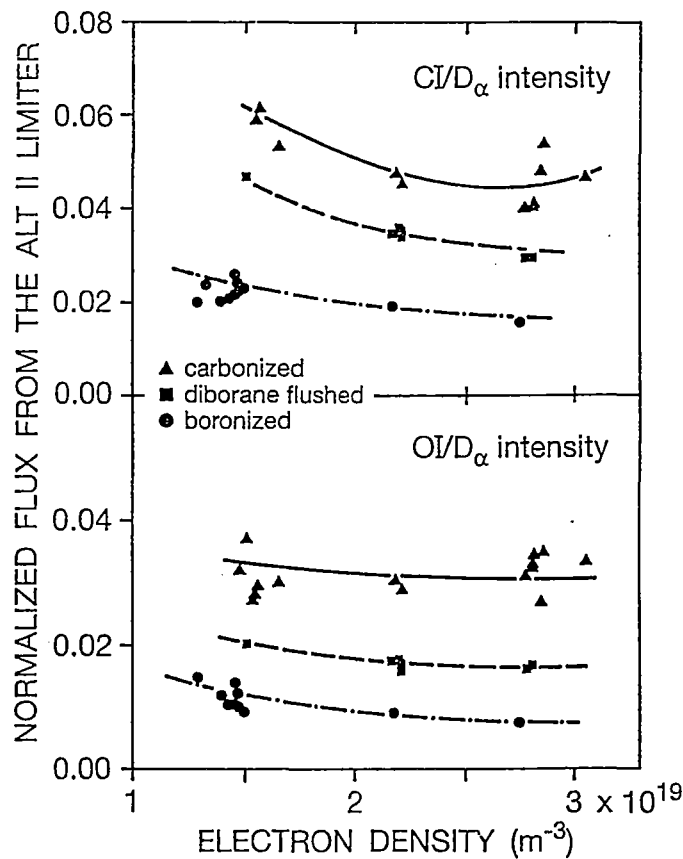 NORMALIZED FLUX FROM THE ALT II LIMITER
0.08
0.06
0.04
0.02
0.00
CI/Dα intensity
▲ carbonized
■ diborane flushed
● boronized
OI/Dα intensity
0.04
0.02
0.00
1 2 3 x 10¹⁹
ELECTRON DENSITY (m⁻³)